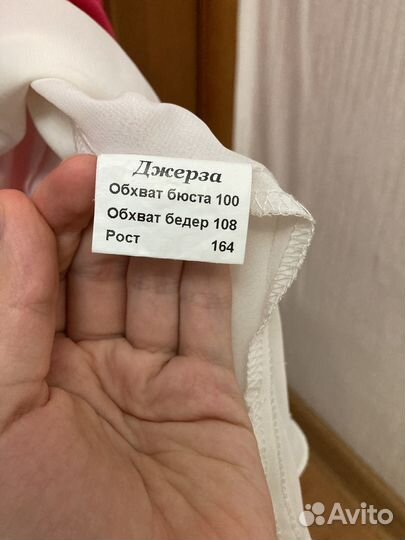 Джерза
Обхват бюста 100
Обхват бедер 108
Рост 164
Avito